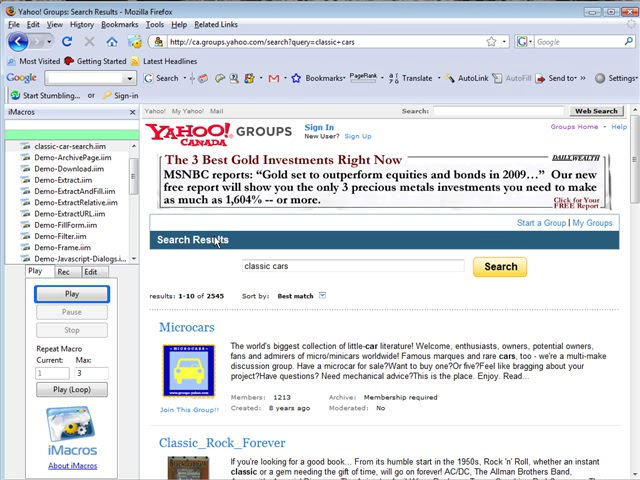 Yahoo! Groups: Search Results - Mozilla Firefox
File Edit View History Bookmarks Tools Help Related Links
http://ca.groups.yahoo.com/search?query=classic+cars
Google
Most Visited Getting Started Latest Headlines
Google Search Bookmarks PageRank Translate AutoLink AutoFill Send to Settings
Start Stumbling... or Sign-in
iMacros
Yahoo! My Yahoo! Mail Search: Web Search
classic-car-search.iim
Demo-ArchivePage.iim
Demo-Download.iim
Demo-Extract.iim
Demo-ExtractAndFill.iim
Demo-ExtractRelative.iim
Demo-ExtractURL.iim
Demo-FillForm.iim
Demo-Filter.iim
Demo-Frame.iim
Demo-Javascript-Dialogs.i...
YAHOO! GROUPS
CANADA
Sign In
New User? Sign Up
Groups Home - Help
The 3 Best Gold Investments Right Now
DAILYWEALTH
MSNBC reports: “Gold set to outperform equities and bonds in 2009...” Our new
free report will show you the only 3 precious metals investments you need to make
as much as 1,604% -- or more.
Click for Your
FREE Report
Start a Group | My Groups
Search Results
classic cars Search
results: 1-10 of 2545 Sort by: Best match
Play Rec Edit
Play
Pause
Stop
Repeat Macro
Current: Max:
1 3
Play (Loop)
iMacros
About iMacros
Microcars
MICROCARS
The world's biggest collection of little-car literature! Welcome, enthusiasts, owners, potential owners,
fans and admirers of micro/minicars worldwide! Famous marques and rare cars, too - we're a multi-make
discussion group. Have a microcar for sale?Want to buy one?Or five?Feel like bragging about your
project?Have questions? Need mechanical advice?This is the place. Enjoy. Read...
Join This Group!!
Members: 1213 Archive: Membership required
Created: 8 years ago Moderated: No
Classic_Rock_Forever
If you're looking for a good book... From its humble start in the 1950s, Rock 'n' Roll, whether an instant
classic or a gem needing the test of time, will go on forever! AC/DC, The Allman Brothers Band,